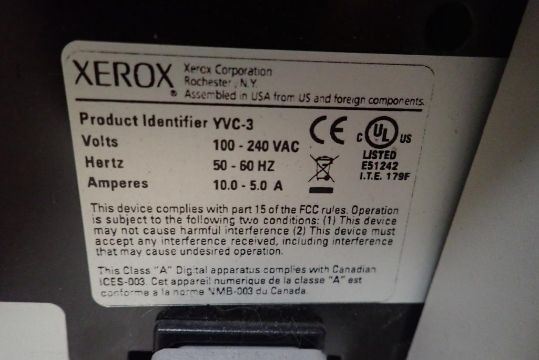 XEROX ® Xerox Corporation
Rochester, N.Y
Assembled in USA from US and foreign components.
Product Identifier YVC-3
Volts 100 - 240 VAC
Hertz 50 - 60 HZ
Amperes 10.0 - 5.0 A
CE
C UL US
LISTED
E51242
I.T.E. 179F
This device complies with part 15 of the FCC rules. Operation
is subject to the following two conditions: (1) This device
may not cause harmful interference (2) This device must
accept any interference received, including interference
that may cause undesired operation.
This Class "A" Digital apparatus complies with Canadian
ICES-003. Cet appareil numerique de la classe "A" est
conforme a la norme NMB-003 du Canada.